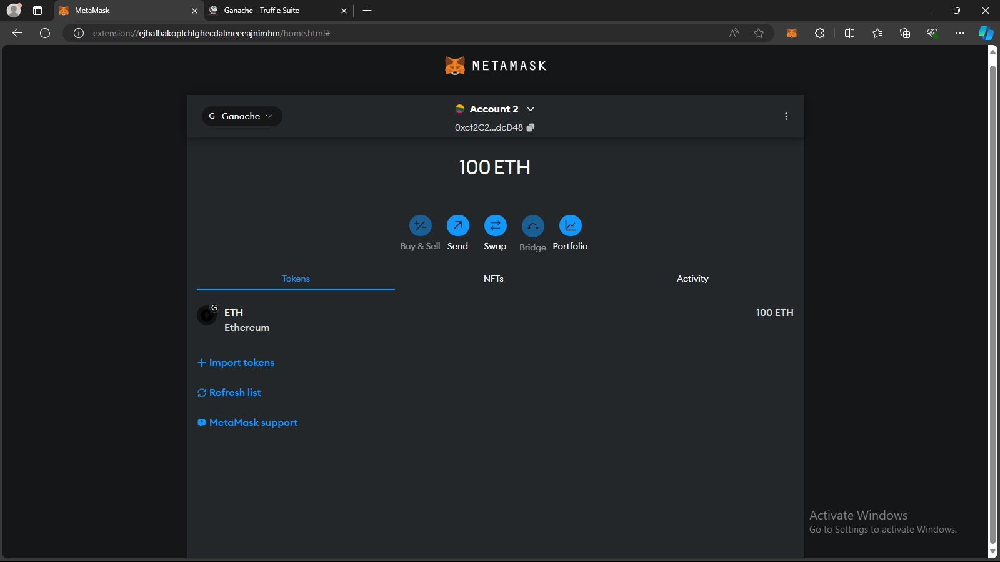 MetaMask
Ganache - Truffle Suite
extension://ejbalbakoplchlghecdalmeeeajnimhm/home.html#
METAMASK
G Ganache
Account 2
0xcf2C2...dcD48
100 ETH
Buy & Sell
Send
Swap
Bridge
Portfolio
Tokens
NFTs
Activity
G
ETH
100 ETH
Ethereum
+ Import tokens
Refresh list
MetaMask support
Activate Windows
Go to Settings to activate Windows.